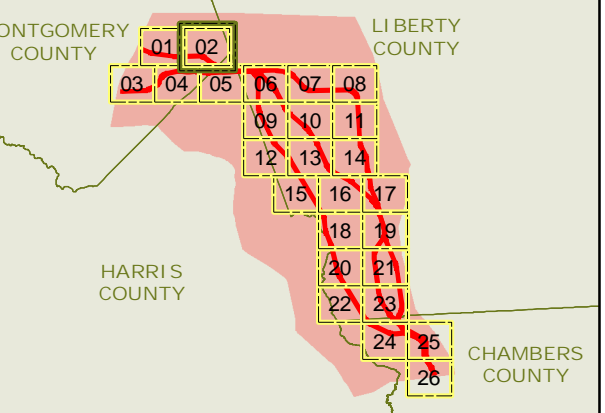 ONTGOMERY
COUNTY
LIBERTY
COUNTY
01 02
03 04 05 06 07 08
09 10 11
12 13 14
15 16 17
18 19
HARRIS
COUNTY
20 21
22 23
24 25
CHAMBERS
COUNTY
26